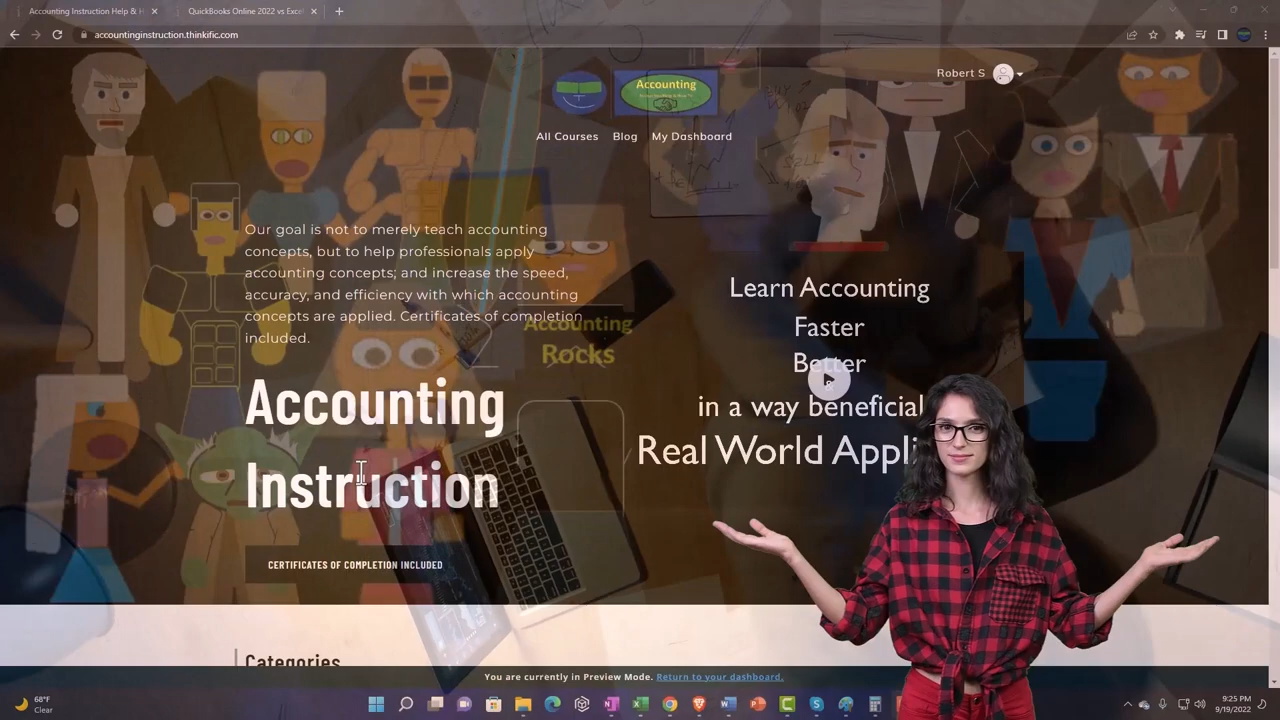 Accounting Instruction Help & H
QuickBooks Online 2022 vs Excel
accountinginstruction.thinkific.com
Robert S
Accounting
All Courses
Blog
My Dashboard
Our goal is not to merely teach accounting
concepts, but to help professionals apply
accounting concepts; and increase the speed,
accuracy, and efficiency with which accounting
concepts are applied. Certificates of completion
included.
Accounting
Rocks
Learn Accounting
Faster
Better
&
in a way beneficial
Real World Appli
Accounting
Instruction
CERTIFICATES OF COMPLETION INCLUDED
Categories
You are currently in Preview Mode. Return to your dashboard.
68°F
Clear
9:25 PM
9/19/2022